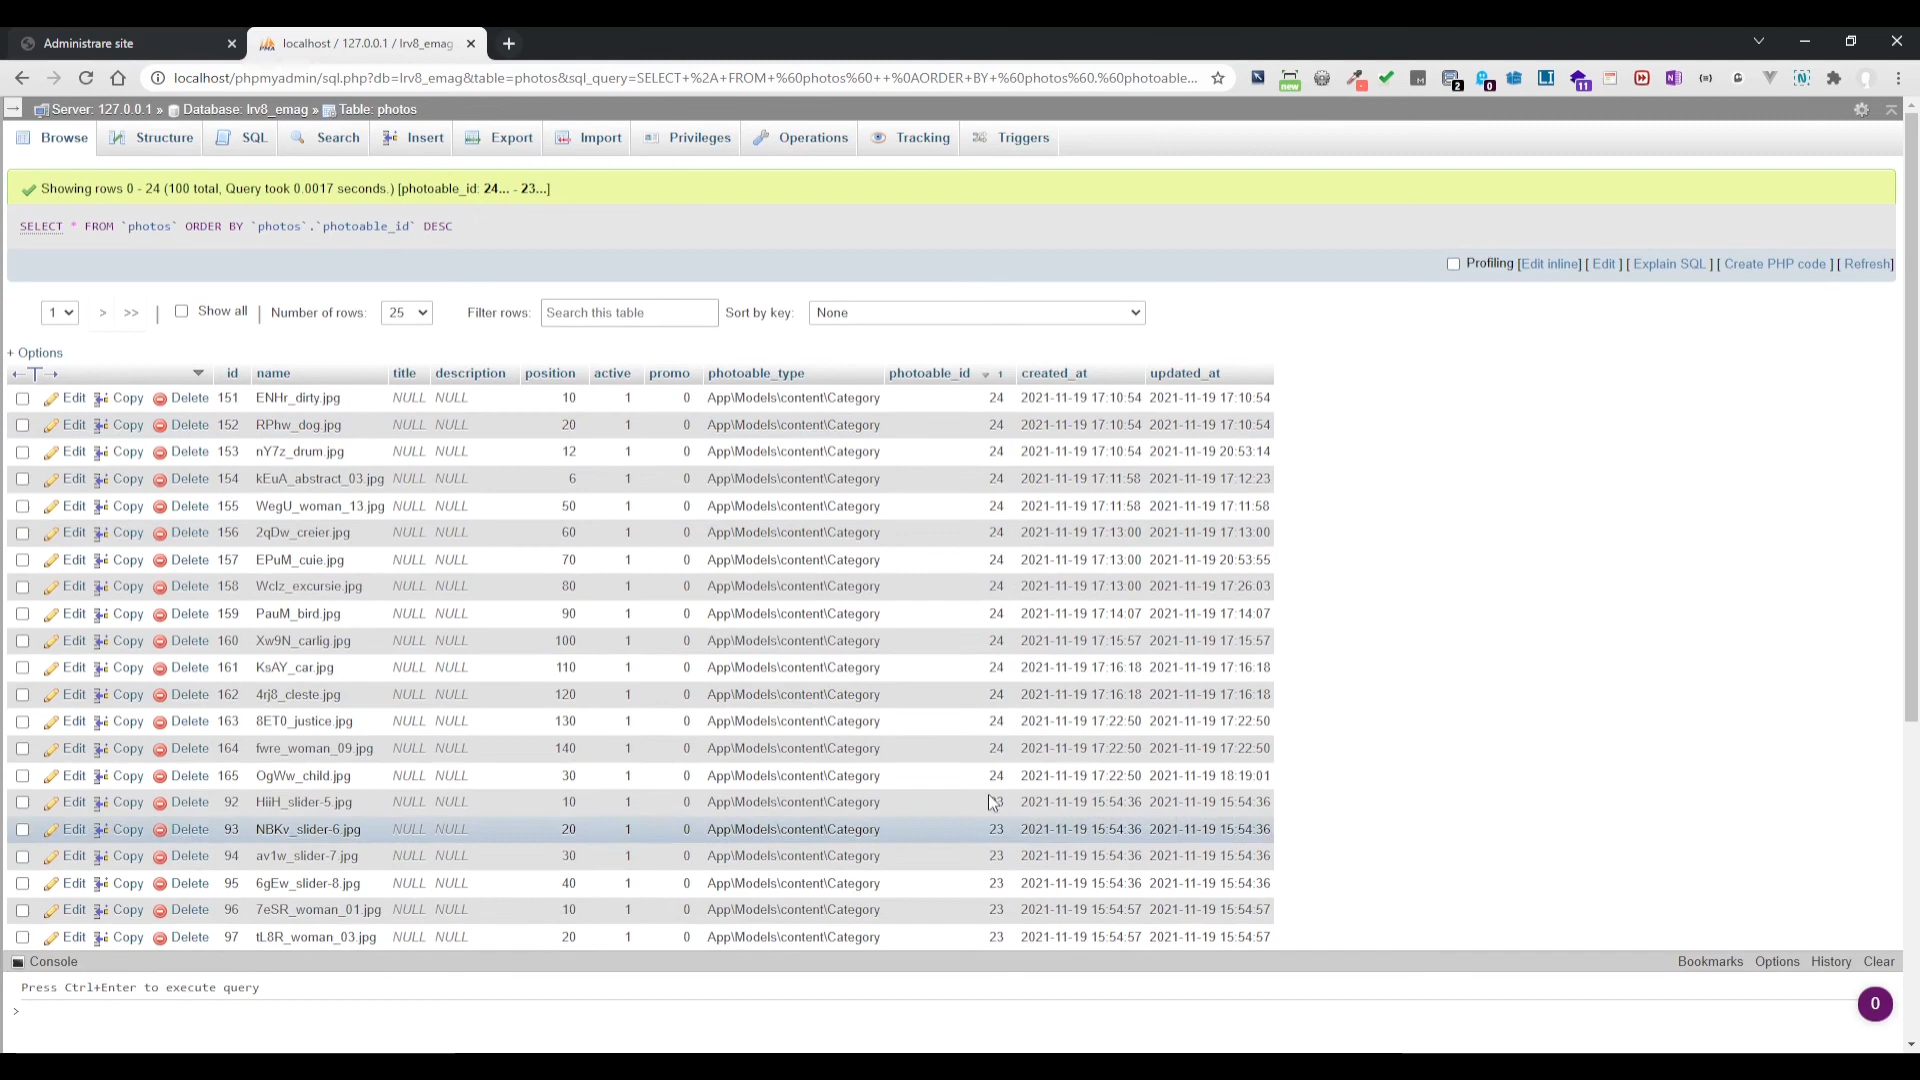 Administrare site
localhost / 127.0.0.1 / lrv8_emag
localhost/phpmyadmin/sql.php?db=lrv8_emag&table=photos&sql_query=SELECT+%2A+FROM+%60photos%60++%0AORDER+BY+%60photos%60.%60photoable...
new 2 0 11
Server: 127.0.0.1 » Database: lrv8_emag » Table: photos
Browse Structure SQL Search Insert Export Import Privileges Operations Tracking Triggers
Showing rows 0 - 24 (100 total, Query took 0.0017 seconds.) [photoable_id: 24... - 23...]
SELECT * FROM `photos` ORDER BY `photos`.`photoable_id` DESC
Profiling [Edit inline] [ Edit ] [ Explain SQL ] [ Create PHP code ] [ Refresh]
1 > >> | Show all | Number of rows: 25 Filter rows: Search this table Sort by key: None
+ Options
id name title description position active promo photoable_type photoable_id 1 created_at updated_at
Edit Copy Delete 151 ENHr_dirty.jpg NULL NULL 10 1 0 App\Models\content\Category 24 2021-11-19 17:10:54 2021-11-19 17:10:54
Edit Copy Delete 152 RPhw_dog.jpg NULL NULL 20 1 0 App\Models\content\Category 24 2021-11-19 17:10:54 2021-11-19 17:10:54
Edit Copy Delete 153 nY7z_drum.jpg NULL NULL 12 1 0 App\Models\content\Category 24 2021-11-19 17:10:54 2021-11-19 20:53:14
Edit Copy Delete 154 kEuA_abstract_03.jpg NULL NULL 6 1 0 App\Models\content\Category 24 2021-11-19 17:11:58 2021-11-19 17:12:23
Edit Copy Delete 155 WegU_woman_13.jpg NULL NULL 50 1 0 App\Models\content\Category 24 2021-11-19 17:11:58 2021-11-19 17:11:58
Edit Copy Delete 156 2qDw_creier.jpg NULL NULL 60 1 0 App\Models\content\Category 24 2021-11-19 17:13:00 2021-11-19 17:13:00
Edit Copy Delete 157 EPuM_cuie.jpg NULL NULL 70 1 0 App\Models\content\Category 24 2021-11-19 17:13:00 2021-11-19 20:53:55
Edit Copy Delete 158 Wclz_excursie.jpg NULL NULL 80 1 0 App\Models\content\Category 24 2021-11-19 17:13:00 2021-11-19 17:26:03
Edit Copy Delete 159 PauM_bird.jpg NULL NULL 90 1 0 App\Models\content\Category 24 2021-11-19 17:14:07 2021-11-19 17:14:07
Edit Copy Delete 160 Xw9N_carlig.jpg NULL NULL 100 1 0 App\Models\content\Category 24 2021-11-19 17:15:57 2021-11-19 17:15:57
Edit Copy Delete 161 KsAY_car.jpg NULL NULL 110 1 0 App\Models\content\Category 24 2021-11-19 17:16:18 2021-11-19 17:16:18
Edit Copy Delete 162 4rj8_cleste.jpg NULL NULL 120 1 0 App\Models\content\Category 24 2021-11-19 17:16:18 2021-11-19 17:16:18
Edit Copy Delete 163 8ET0_justice.jpg NULL NULL 130 1 0 App\Models\content\Category 24 2021-11-19 17:22:50 2021-11-19 17:22:50
Edit Copy Delete 164 fwre_woman_09.jpg NULL NULL 140 1 0 App\Models\content\Category 24 2021-11-19 17:22:50 2021-11-19 17:22:50
Edit Copy Delete 165 OgWw_child.jpg NULL NULL 30 1 0 App\Models\content\Category 24 2021-11-19 17:22:50 2021-11-19 18:19:01
Edit Copy Delete 92 HiiH_slider-5.jpg NULL NULL 10 1 0 App\Models\content\Category 2021-11-19 15:54:36 2021-11-19 15:54:36
Edit Copy Delete 93 NBKv_slider-6.jpg NULL NULL 20 1 0 App\Models\content\Category 23 2021-11-19 15:54:36 2021-11-19 15:54:36
Edit Copy Delete 94 av1w_slider-7.jpg NULL NULL 30 1 0 App\Models\content\Category 23 2021-11-19 15:54:36 2021-11-19 15:54:36
Edit Copy Delete 95 6gEw_slider-8.jpg NULL NULL 40 1 0 App\Models\content\Category 23 2021-11-19 15:54:36 2021-11-19 15:54:36
Edit Copy Delete 96 7eSR_woman_01.jpg NULL NULL 10 1 0 App\Models\content\Category 23 2021-11-19 15:54:57 2021-11-19 15:54:57
Edit Copy Delete 97 tL8R_woman_03.jpg NULL NULL 20 1 0 App\Models\content\Category 23 2021-11-19 15:54:57 2021-11-19 15:54:57
Console Bookmarks Options History Clear
Press Ctrl+Enter to execute query
>
0